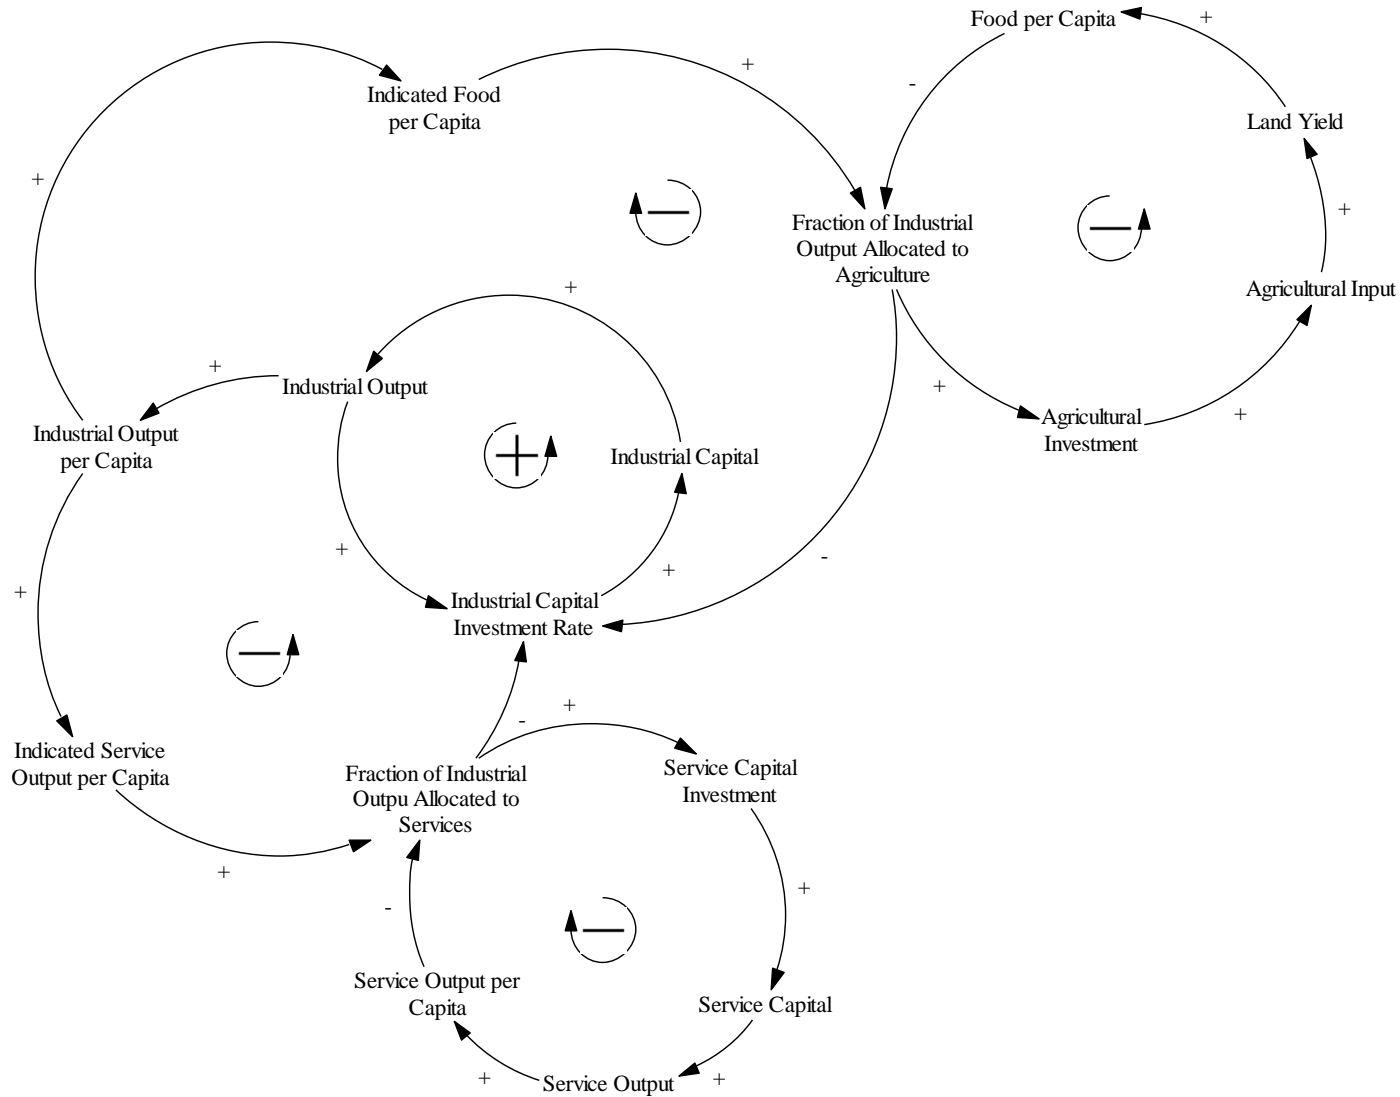 Food per Capita
+
+
Indicated Food
per Capita
-
Land Yield
+
+
Fraction of Industrial
Output Allocated to
Agriculture
Agricultural Input
+
+
Industrial Output
+
Agricultural
Investment
+
Industrial Output
per Capita
Industrial Capital
+
-
+
+
Industrial Capital
Investment Rate
+
-
Indicated Service
Output per Capita
Fraction of Industrial
Outpu Allocated to
Services
Service Capital
Investment
+
+
-
Service Output per
Capita
Service Capital
+
Service Output
+